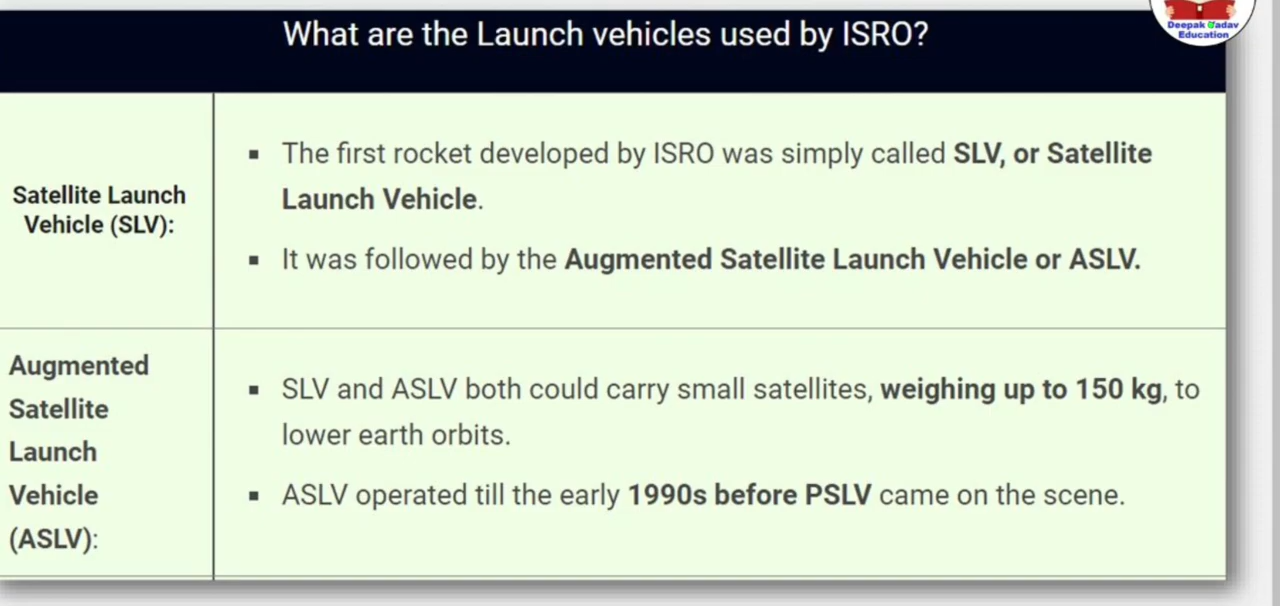 Deepak Yadav
Education
What are the Launch vehicles used by ISRO?
Satellite Launch
Vehicle (SLV):
▪ The first rocket developed by ISRO was simply called SLV, or Satellite
Launch Vehicle.
▪ It was followed by the Augmented Satellite Launch Vehicle or ASLV.
Augmented
Satellite
Launch
Vehicle
(ASLV):
▪ SLV and ASLV both could carry small satellites, weighing up to 150 kg, to
lower earth orbits.
▪ ASLV operated till the early 1990s before PSLV came on the scene.